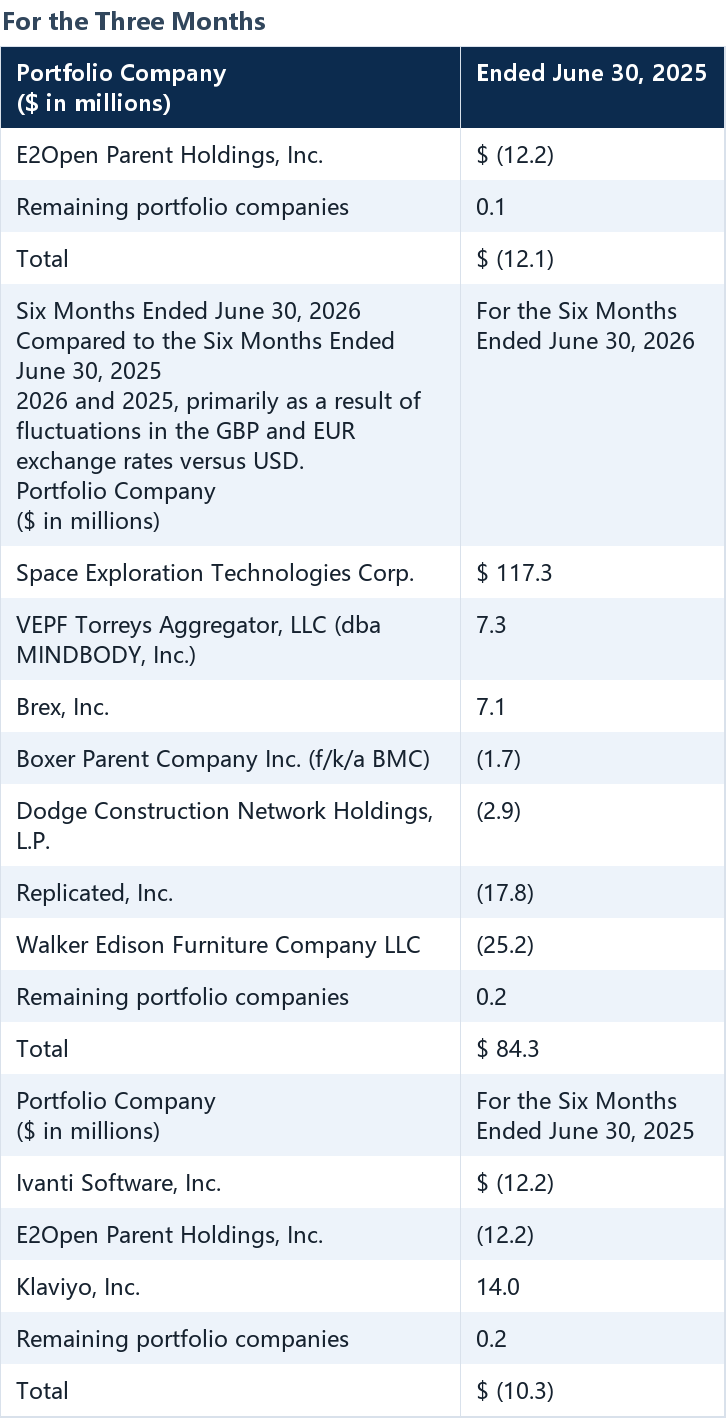 For the Three Months
Portfolio Company
($ in millions)
Ended June 30, 2025
E2Open Parent Holdings, Inc.
$ (12.2)
Remaining portfolio companies
0.1
Total
$ (12.1)
Six Months Ended June 30, 2026
Compared to the Six Months Ended
June 30, 2025
2026 and 2025, primarily as a result of
fluctuations in the GBP and EUR
exchange rates versus USD.
Portfolio Company
($ in millions)
For the Six Months
Ended June 30, 2026
Space Exploration Technologies Corp.
$ 117.3
VEPF Torreys Aggregator, LLC (dba
MINDBODY, Inc.)
7.3
Brex, Inc.
7.1
Boxer Parent Company Inc. (f/k/a BMC)
(1.7)
Dodge Construction Network Holdings,
L.P.
(2.9)
Replicated, Inc.
(17.8)
Walker Edison Furniture Company LLC
(25.2)
Remaining portfolio companies
0.2
Total
$ 84.3
Portfolio Company
($ in millions)
For the Six Months
Ended June 30, 2025
Ivanti Software, Inc.
$ (12.2)
E2Open Parent Holdings, Inc.
(12.2)
Klaviyo, Inc.
14.0
Remaining portfolio companies
0.2
Total
$ (10.3)